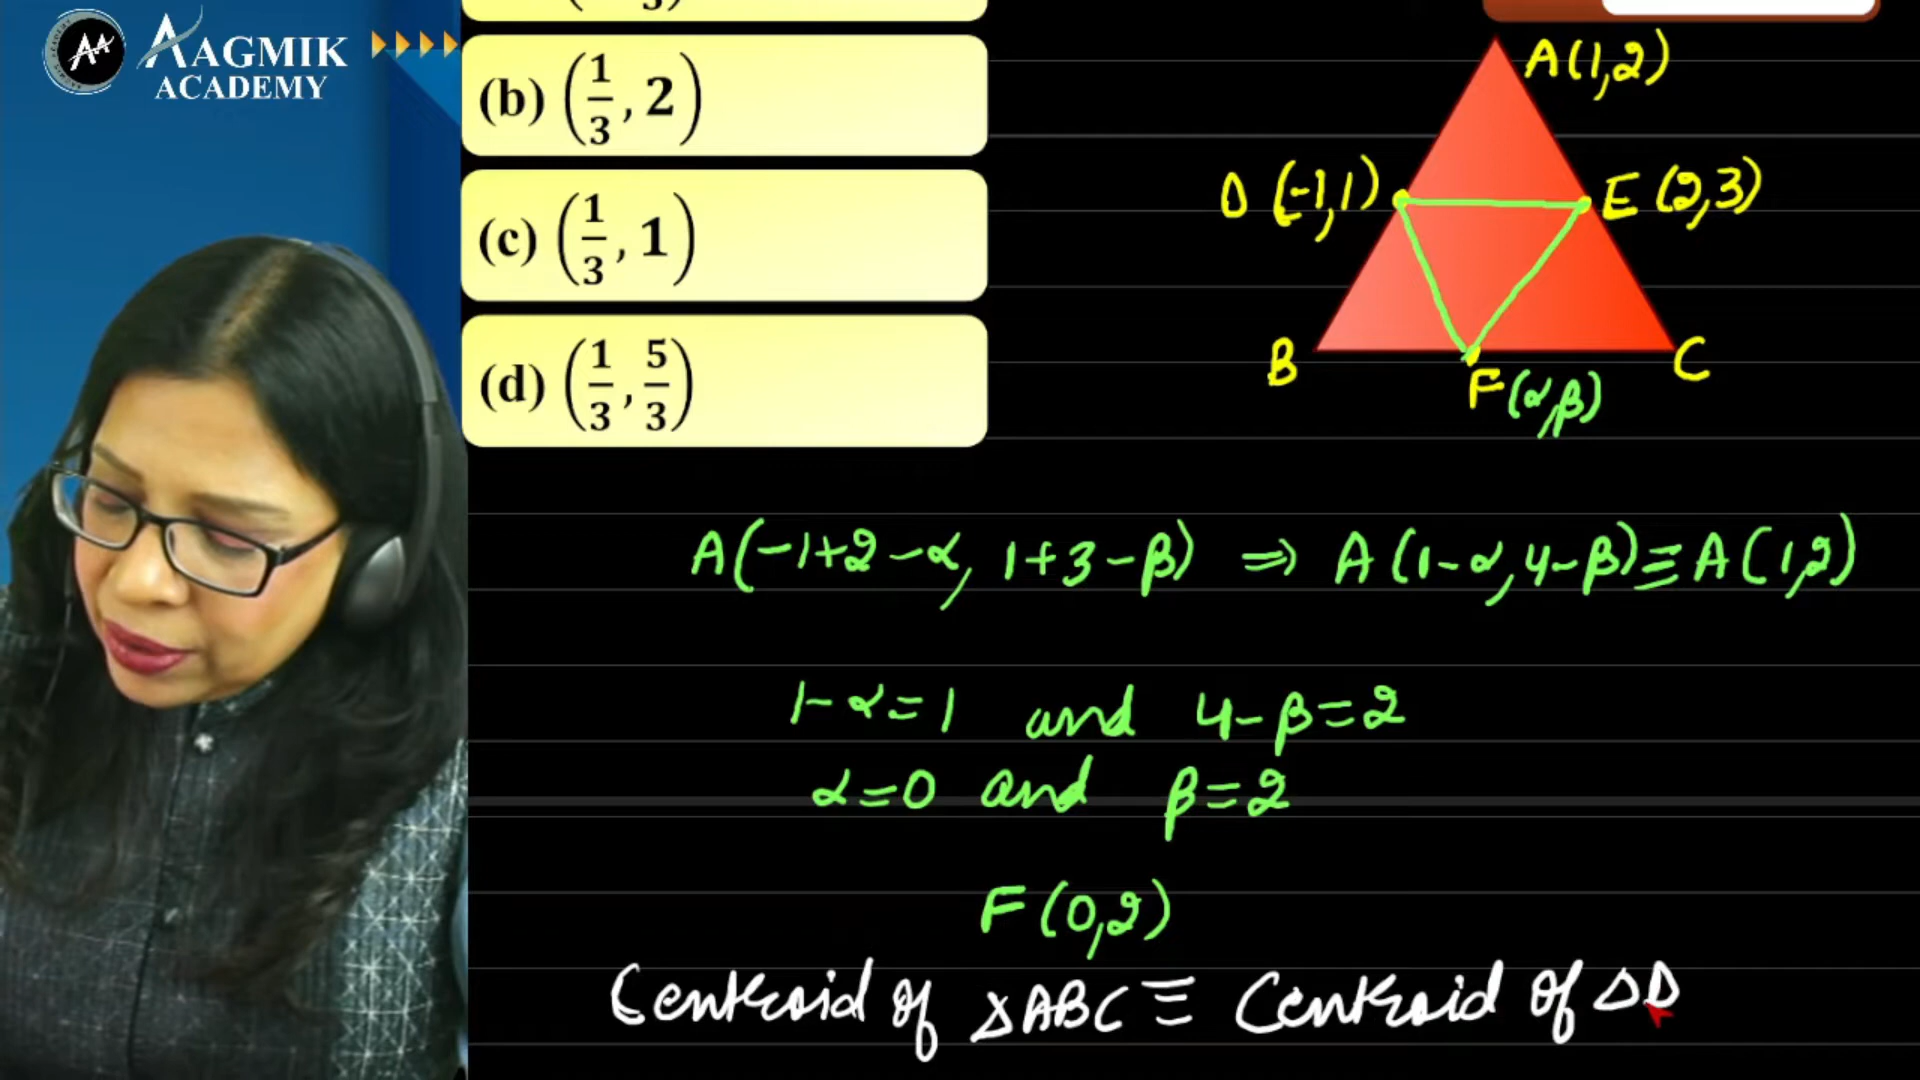 AAGMIK
ACADEMY
(b) (1/3, 2)
(c) (1/3, 1)
(d) (1/3, 5/3)
A(1,2)
D (-1,1)
E (2,3)
B
F(α,β)
C
A(-1+2-α, 1+3-β) ⇒ A(1-α, 4-β) ≡ A(1,2)
1-α=1 and 4-β=2
α=0 and β=2
F(0,2)
Centroid of △ABC ≡ Centroid of △D